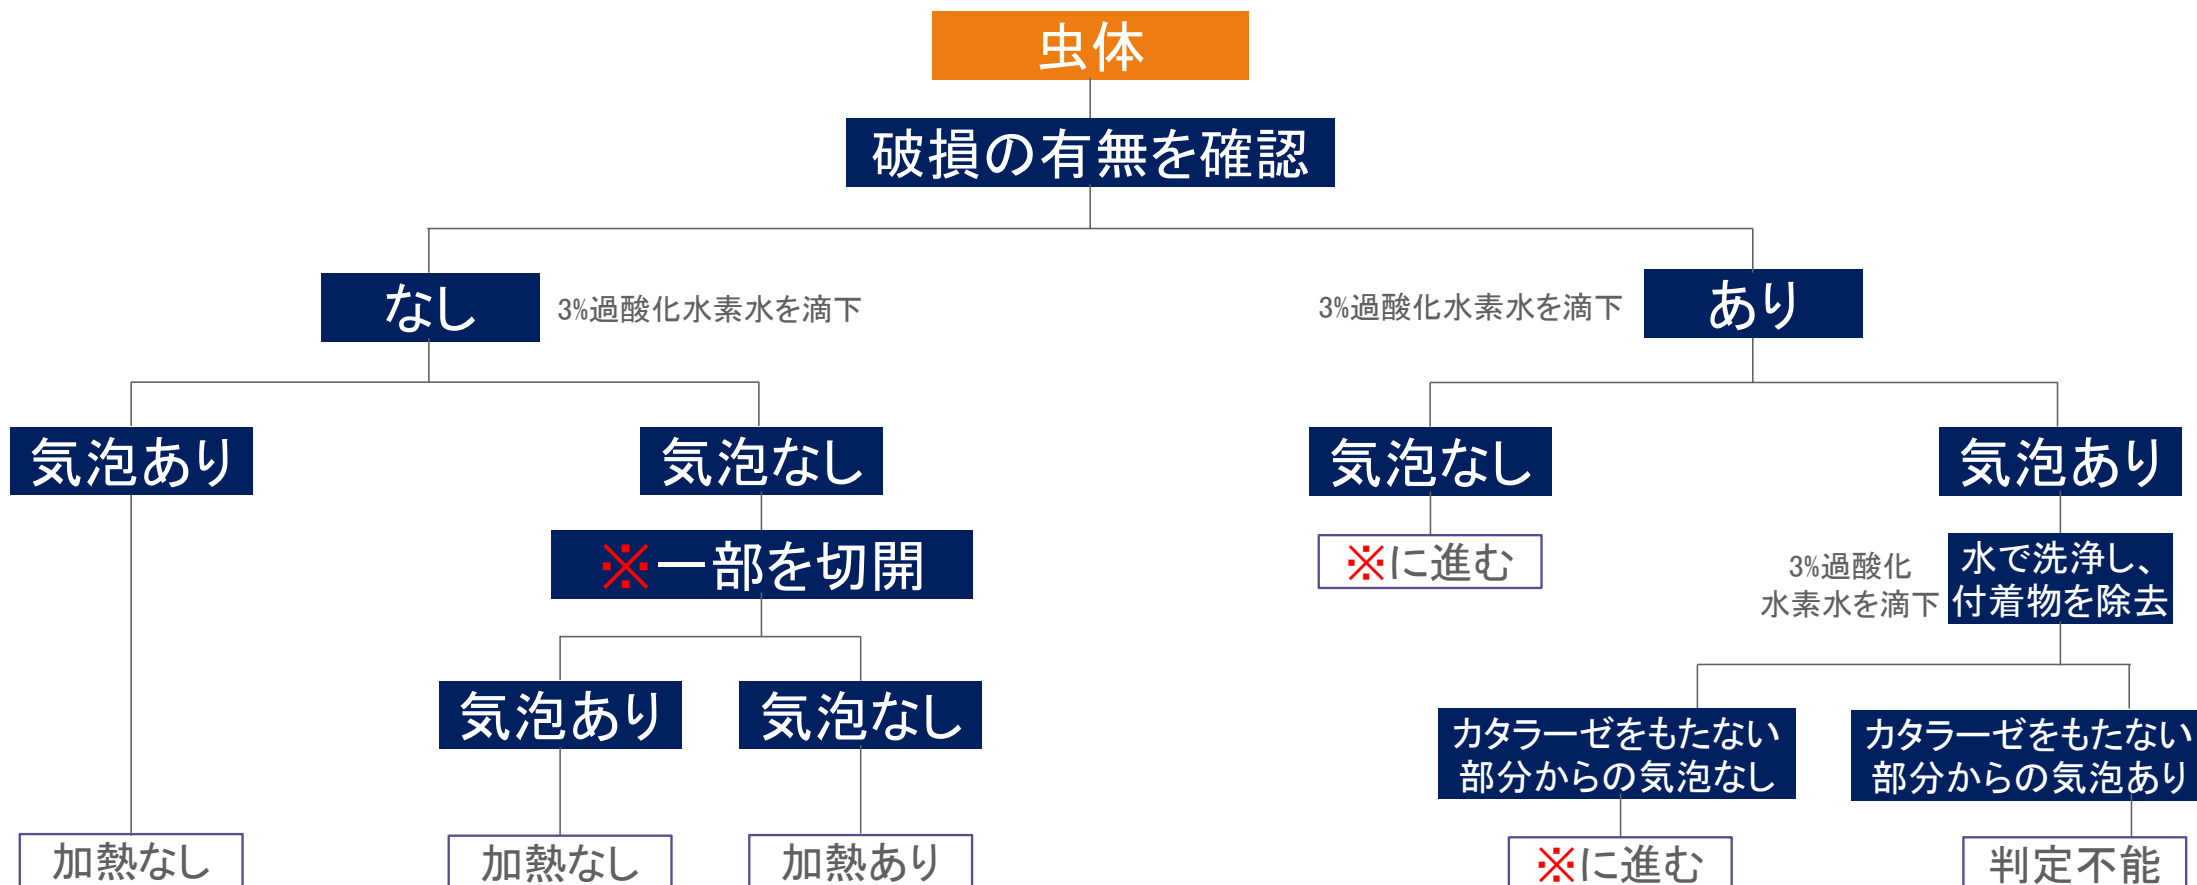 虫体
破損の有無を確認
なし
3%過酸化水素水を滴下
3%過酸化水素水を滴下
あり
気泡あり
気泡なし
気泡なし
気泡あり
※一部を切開
※に進む
3%過酸化
水素水を滴下
水で洗浄し、
付着物を除去
気泡あり
気泡なし
カタラーゼをもたない
部分からの気泡なし
カタラーゼをもたない
部分からの気泡あり
加熱なし
加熱なし
加熱あり
※に進む
判定不能